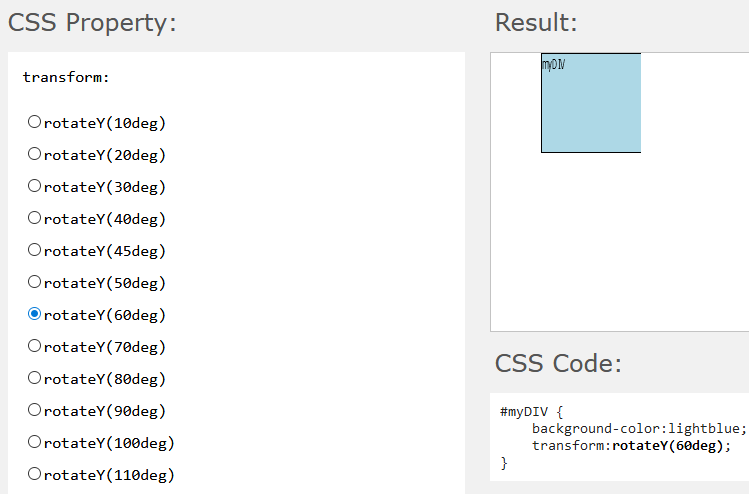 CSS Property:
transform:
rotateY(10deg)
rotateY(20deg)
rotateY(30deg)
rotateY(40deg)
rotateY(45deg)
rotateY(50deg)
rotateY(60deg)
rotateY(70deg)
rotateY(80deg)
rotateY(90deg)
rotateY(100deg)
rotateY(110deg)
Result:
myDIV
CSS Code:
#myDIV {
    background-color:lightblue;
    transform:rotateY(60deg);
}